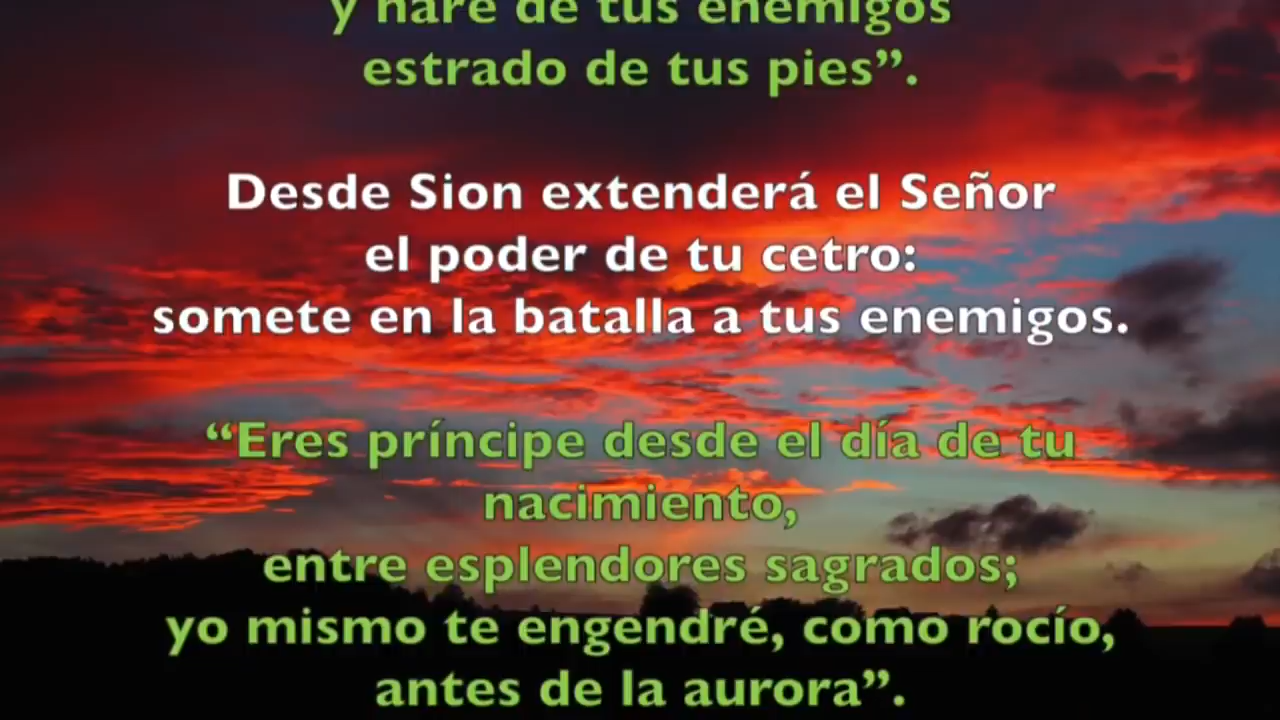 y haré de tus enemigos
estrado de tus pies”.
Desde Sion extenderá el Señor
el poder de tu cetro:
somete en la batalla a tus enemigos.
“Eres príncipe desde el día de tu
nacimiento,
entre esplendores sagrados;
yo mismo te engendré, como rocío,
antes de la aurora”.